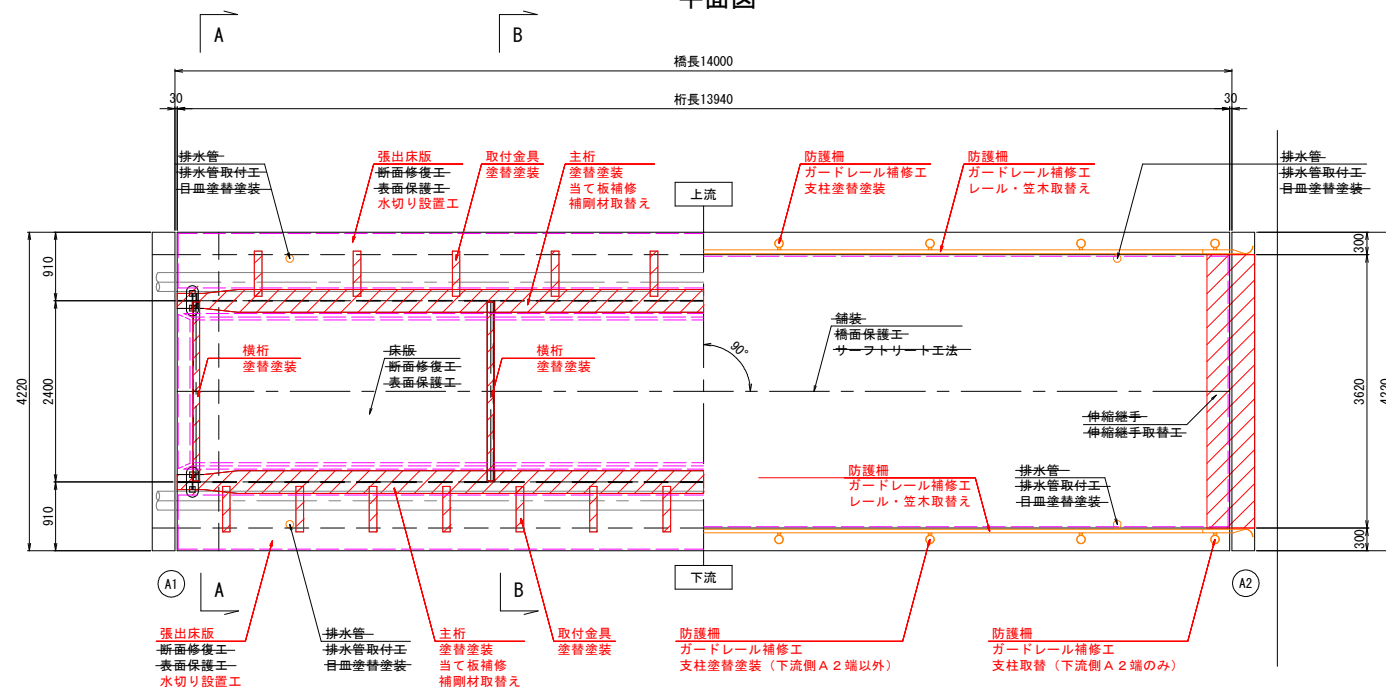 平面図
A
B
橋長14000
30
桁長13940
30
排水管
排水管取付工
目皿塗替塗装
張出床版
断面修復工
表面保護工
水切り設置工
取付金具
塗替塗装
主桁
塗替塗装
当て板補修
補剛材取替え
上流
防護柵
ガードレール補修工
支柱塗替塗装
防護柵
ガードレール補修工
レール・笠木取替え
排水管
排水管取付工
目皿塗替塗装
910
2400
910
4220
横桁
塗替塗装
床版
断面修復工
表面保護工
横桁
塗替塗装
90°
舗装
橋面保護工
サーフトリート工法
伸縮継手
伸縮継手取替工
防護柵
ガードレール補修工
レール・笠木取替え
排水管
排水管取付工
目皿塗替塗装
300
3620
300
4220
A1
A
B
下流
A2
張出床版
断面修復工
表面保護工
水切り設置工
排水管
排水管取付工
目皿塗替塗装
主桁
塗替塗装
当て板補修
補剛材取替え
取付金具
塗替塗装
防護柵
ガードレール補修工
支柱塗替塗装（下流側Ａ２端以外）
防護柵
ガードレール補修工
支柱取替（下流側Ａ２端のみ）